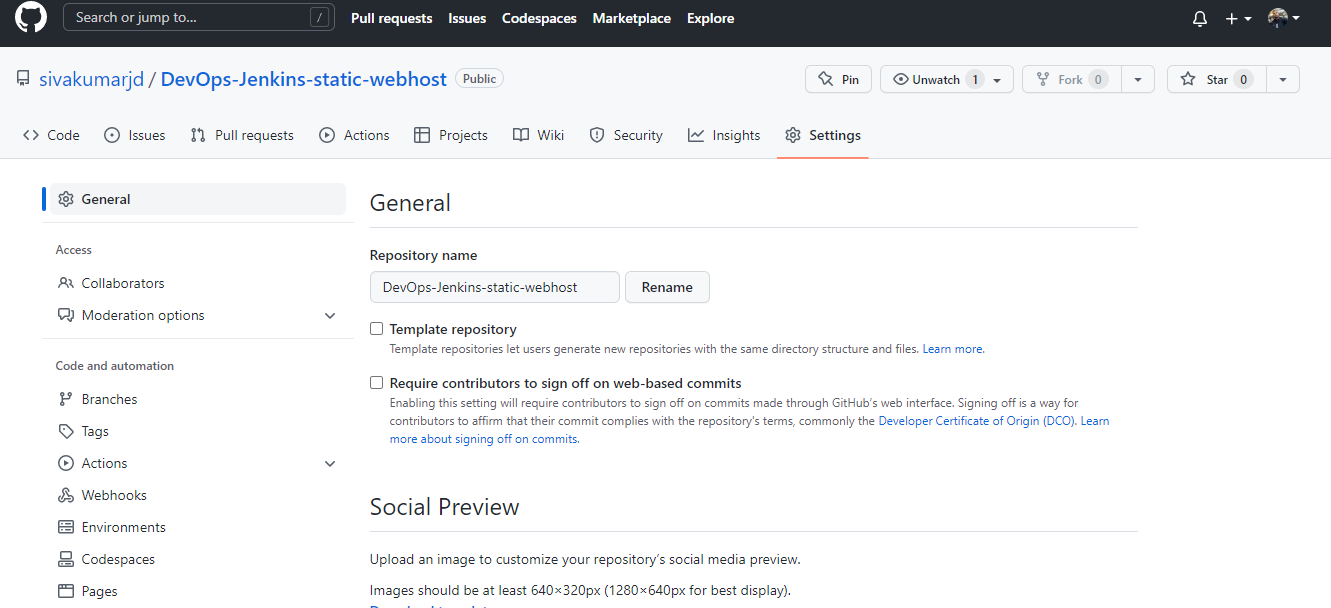 Search or jump to... / Pull requests Issues Codespaces Marketplace Explore
sivakumarjd / DevOps-Jenkins-static-webhost Public Pin Unwatch 1 Fork 0 Star 0
Code Issues Pull requests Actions Projects Wiki Security Insights Settings
General
Access
Collaborators
Moderation options
Code and automation
Branches
Tags
Actions
Webhooks
Environments
Codespaces
Pages
General
Repository name
DevOps-Jenkins-static-webhost Rename
Template repository
Template repositories let users generate new repositories with the same directory structure and files. Learn more.
Require contributors to sign off on web-based commits
Enabling this setting will require contributors to sign off on commits made through GitHub's web interface. Signing off is a way for
contributors to affirm that their commit complies with the repository's terms, commonly the Developer Certificate of Origin (DCO). Learn
more about signing off on commits.
Social Preview
Upload an image to customize your repository's social media preview.
Images should be at least 640×320px (1280×640px for best display).